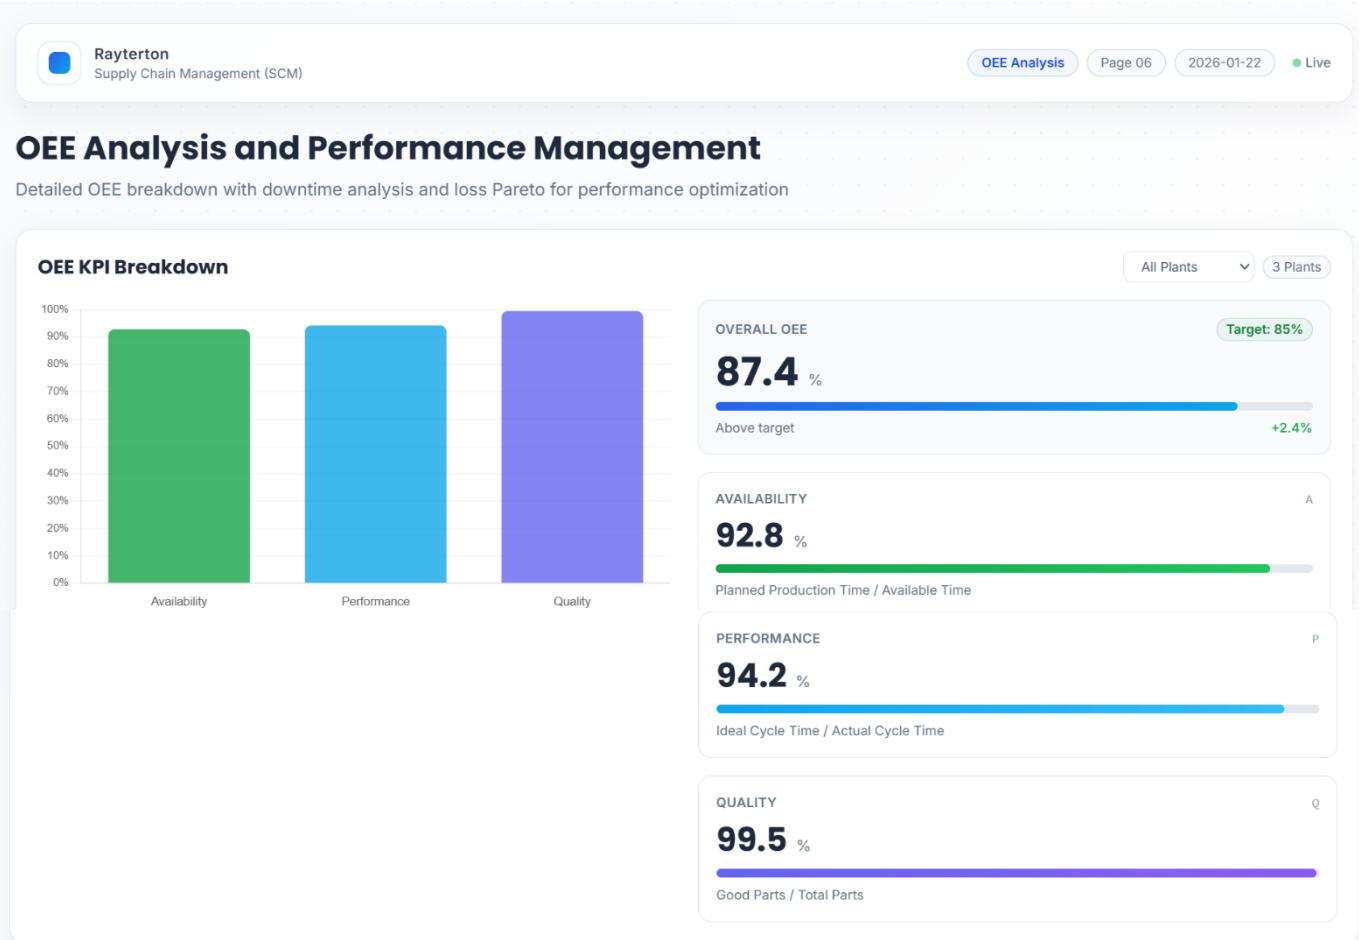 Rayterton
Supply Chain Management (SCM)
OEE Analysis
Page 06
2026-01-22
Live
OEE Analysis and Performance Management
Detailed OEE breakdown with downtime analysis and loss Pareto for performance optimization
OEE KPI Breakdown
All Plants
3 Plants
100%
90%
80%
70%
60%
50%
40%
30%
20%
10%
0%
Availability
Performance
Quality
OVERALL OEE
Target: 85%
87.4 %
Above target
+2.4%
AVAILABILITY
A
92.8 %
Planned Production Time / Available Time
PERFORMANCE
P
94.2 %
Ideal Cycle Time / Actual Cycle Time
QUALITY
Q
99.5 %
Good Parts / Total Parts